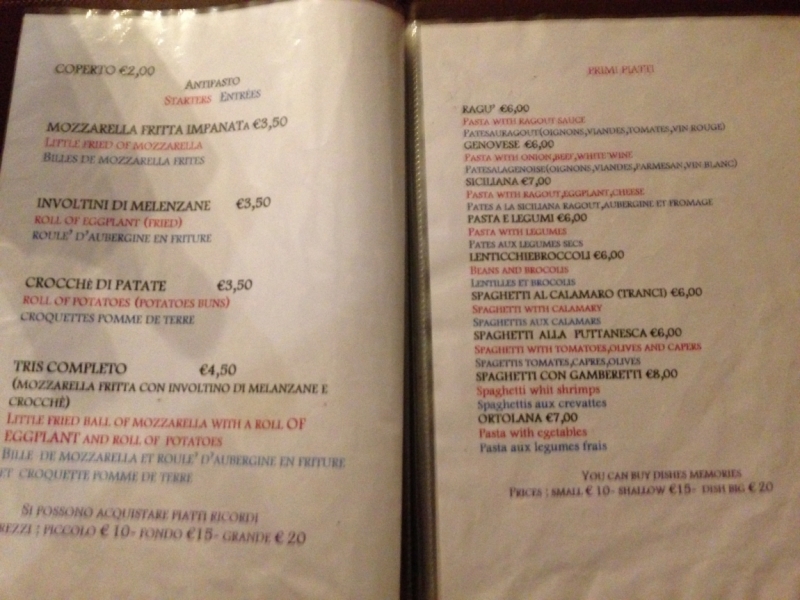 COPERTO €2,00
ANTIPASTO
STARTERS ENTRÉES
MOZZARELLA FRITTA IMPANATA €3,50
LITTLE FRIED OF MOZZARELLA
BILLES DE MOZZARELLA FRITES
INVOLTINI DI MELENZANE €3,50
ROLL OF EGGPLANT (FRIED)
ROULE' D'AUBERGINE EN FRITURE
CROCCHè DI PATATE €3,50
ROLL OF POTATOES (POTATOES BUNS)
CROQUETTES POMME DE TERRE
TRIS COMPLETO €4,50
(MOZZARELLA FRITTA CON INVOLTINO DI MELANZANE E
CROCCHÈ)
LITTLE FRIED BALL OF MOZZARELLA WITH A ROLL OF
EGGPLANT AND ROLL OF POTATOES
BILLE DE MOZZARELLA ET ROULE' D'AUBERGINE EN FRITURE
ET CROQUETTE POMME DE TERRE
SI POSSONO ACQUISTARE PIATTI RICORDI
REZZI : PICCOLO € 10- FONDO €15- GRANDE € 20
PRIMI PIATTI
RAGU' €6,00
PASTA WITH RAGOUT SAUCE
PATESAURAGOUT(OIGNONS,VIANDES,TOMATES,VIN ROUGE)
GENOVESE €6,00
PASTA WITH ONION,BEEF,WHITE WINE
PATESALAGENOISE(OIGNONS,VIANDES,PARMESAN,VIN BLANC)
SICILIANA €7,00
PASTA WITH RAGOUT,EGGPLANT,CHEESE
PATES A LA SICILIANA RAGOUT,AUBERGINE ET FROMAGE
PASTA E LEGUMI €6,00
PASTA WITH LEGUMES
PATES AUX LEGUMES SECS
LENTICCHIEBROCCOLI €6,00
BEANS AND BROCOLIS
LENTILLES ET BROCOLIS
SPAGHETTI AL CALAMARO (TRANCI) €6,00
SPAGHETTI WITH CALAMARY
SPAGHETTIS AUX CALAMARS
SPAGHETTI ALLA PUTTANESCA €6,00
SPAGHETTI WITH TOMATOES,OLIVES AND CAPERS
SPAGETTIS TOMATES,CAPRES,OLIVES
SPAGHETTI CON GAMBERETTI €8,00
Spaghetti whit shrimps
Spaghettis aux crevattes
ORTOLANA €7,00
Pasta with egetables
Pasta aux legumes frais
YOU CAN BUY DISHES MEMORIES
PRICES : SMALL € 10- SHALLOW €15- DISH BIG € 20